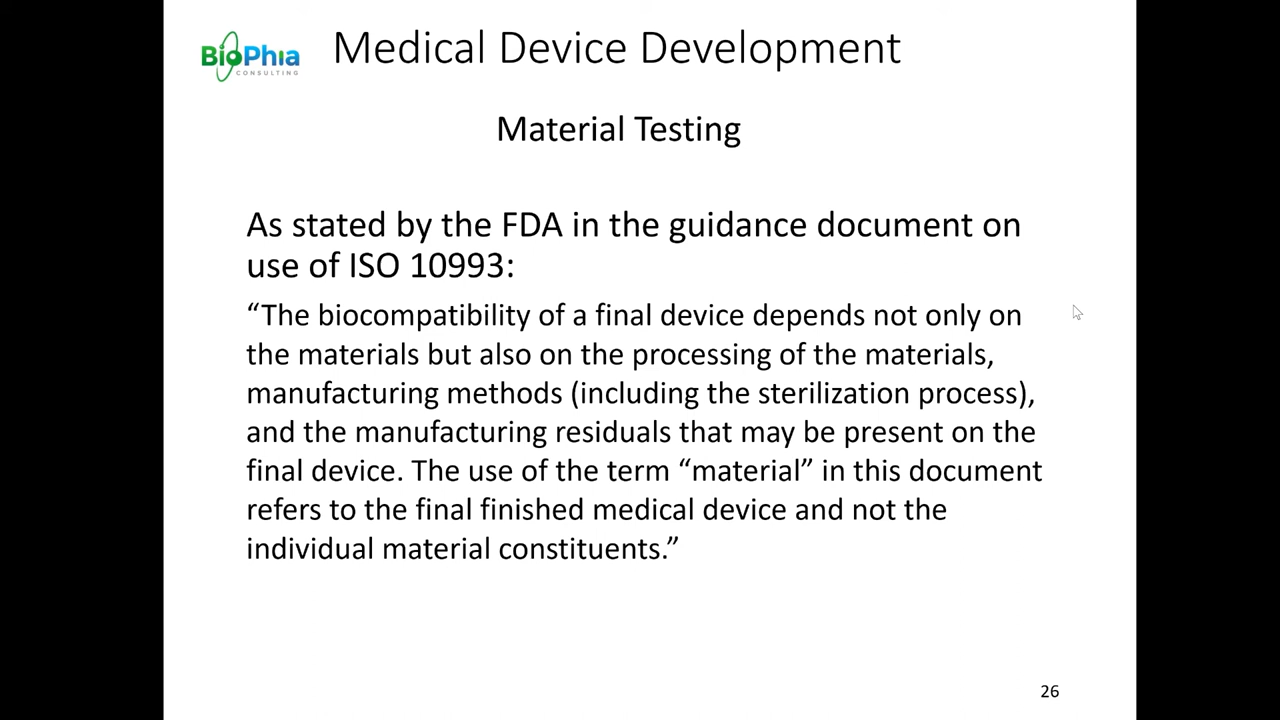 BioPhia
CONSULTING
Medical Device Development
Material Testing
As stated by the FDA in the guidance document on
use of ISO 10993:
“The biocompatibility of a final device depends not only on
the materials but also on the processing of the materials,
manufacturing methods (including the sterilization process),
and the manufacturing residuals that may be present on the
final device. The use of the term “material” in this document
refers to the final finished medical device and not the
individual material constituents.”
26